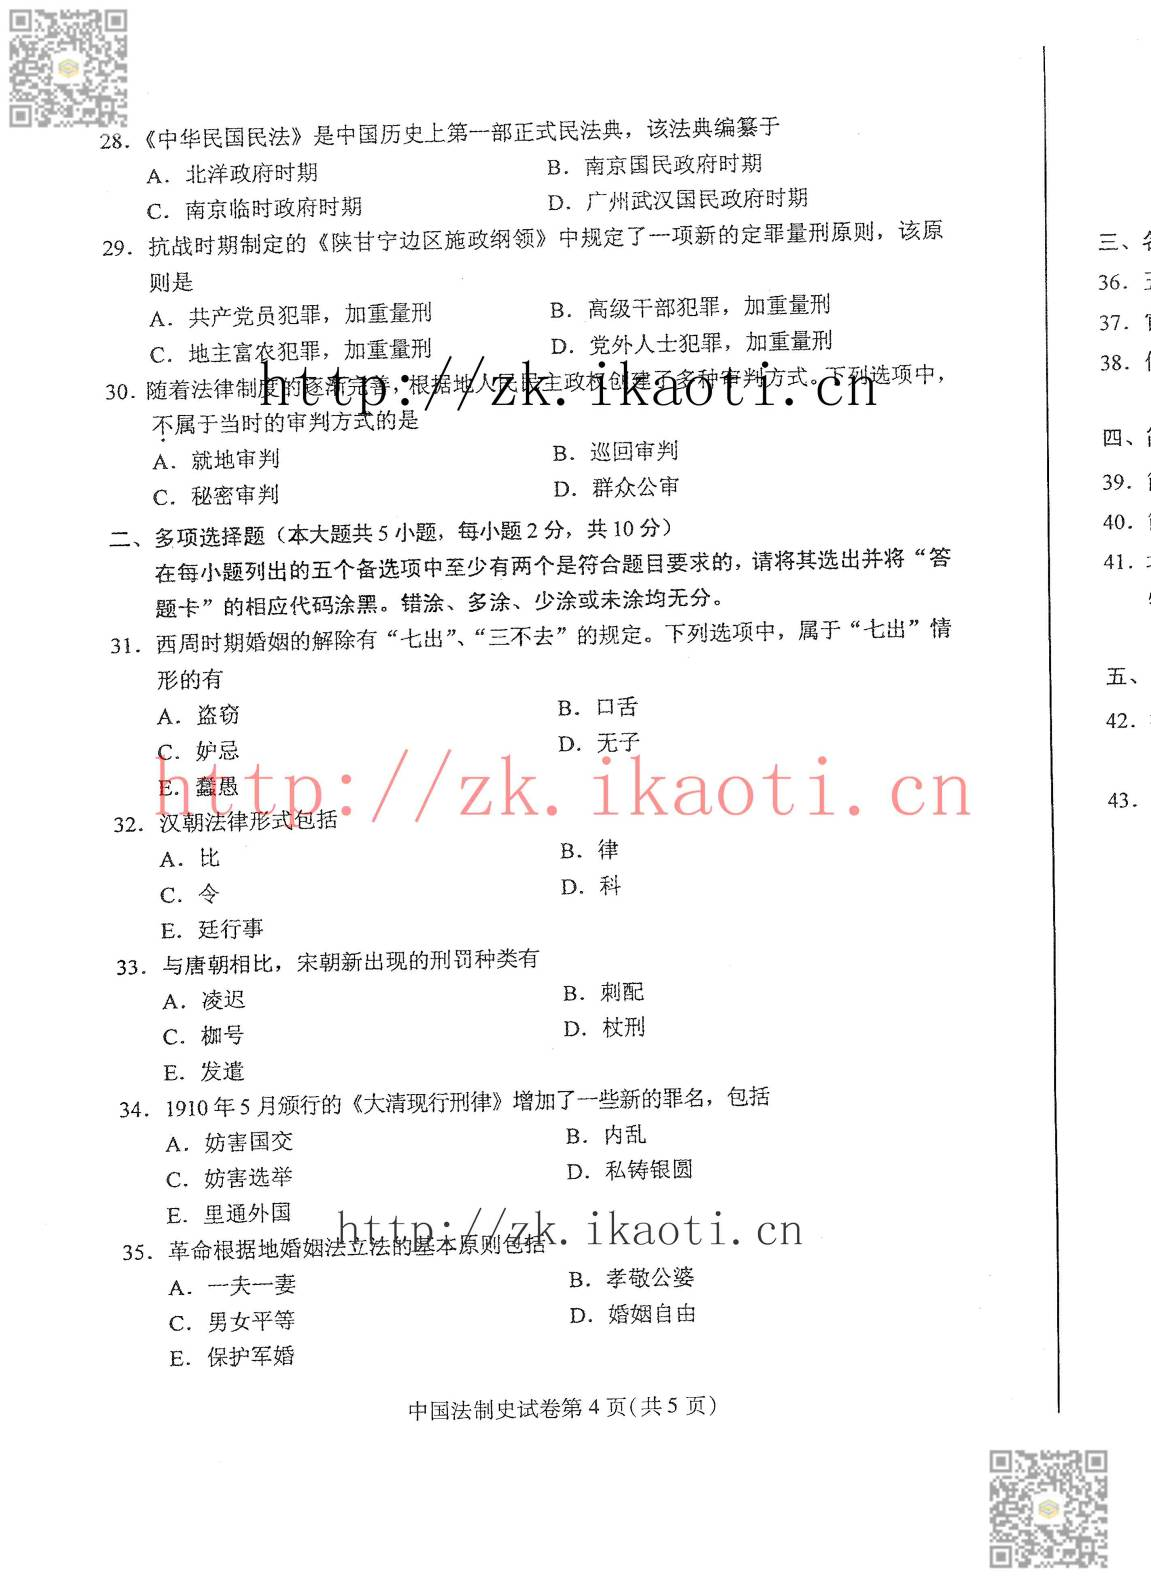 28.《中华民国民法》是中国历史上第一部正式民法典，该法典编纂于
A．北洋政府时期 B．南京国民政府时期
C．南京临时政府时期 D．广州武汉国民政府时期
29．抗战时期制定的《陕甘宁边区施政纲领》中规定了一项新的定罪量刑原则，该原
则是
A．共产党员犯罪，加重量刑 B．高级干部犯罪，加重量刑
C．地主富农犯罪，加重量刑 D．党外人士犯罪，加重量刑
http://zk.ikaoti.cn
30．随着法律制度的逐渐完善，根据地人民民主政权创建了多种审判方式。下列选项中，
不属于当时的审判方式的是
A．就地审判 B．巡回审判
C．秘密审判 D．群众公审
二、多项选择题（本大题共5小题，每小题2分，共10分）
在每小题列出的五个备选项中至少有两个是符合题目要求的，请将其选出并将“答
题卡”的相应代码涂黑。错涂、多涂、少涂或未涂均无分。
31．西周时期婚姻的解除有“七出”、“三不去”的规定。下列选项中，属于“七出”情
形的有
A．盗窃 B．口舌
C．妒忌 D．无子
E．蠢愚
http://zk.ikaoti.cn
32．汉朝法律形式包括
A．比 B．律
C．令 D．科
E．廷行事
33．与唐朝相比，宋朝新出现的刑罚种类有
A．凌迟 B．刺配
C．枷号 D．杖刑
E．发遣
34．1910年5月颁行的《大清现行刑律》增加了一些新的罪名，包括
A．妨害国交 B．内乱
C．妨害选举 D．私铸银圆
E．里通外国
http://zk.ikaoti.cn
35．革命根据地婚姻法立法的基本原则包括
A．一夫一妻 B．孝敬公婆
C．男女平等 D．婚姻自由
E．保护军婚
中国法制史试卷第4页(共5页)
三、
36．
37．
38．
四、
39．
40．
41．
五、
42．
43．